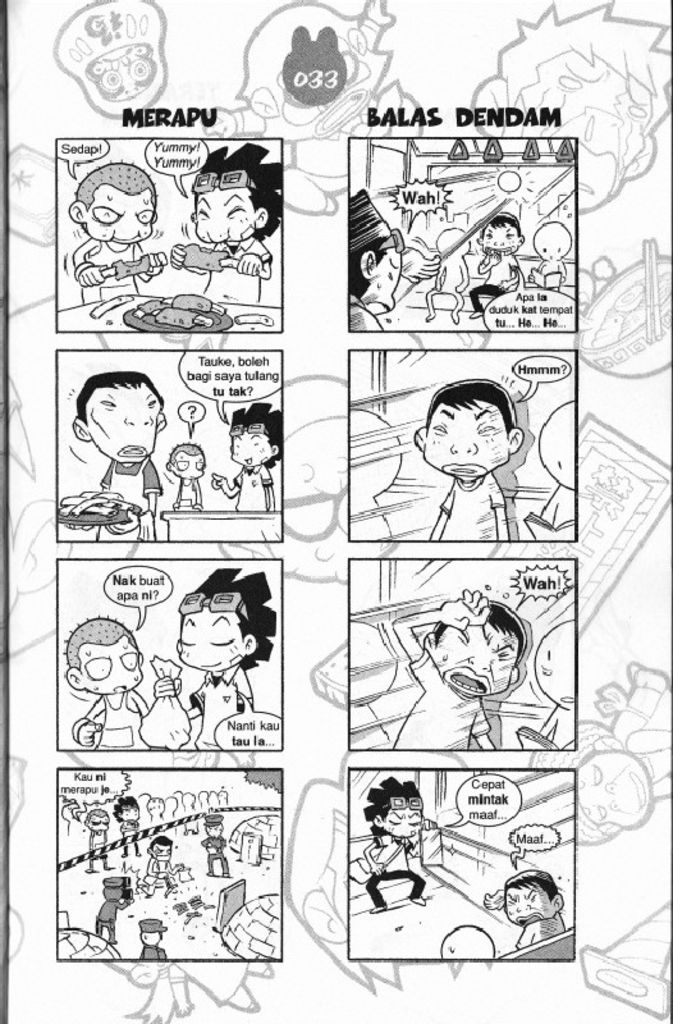 033
MERAPU
Sedap!
Yummy!
Yummy!
Tauke, boleh
bagi saya tulang
tu tak?
?
Nak buat
apa ni?
Nanti kau
tau la...
Kau ni
merapu je...
BALAS DENDAM
Wah!
Apa la
duduk kat tempat
tu... He... He...
Hmmm?
Wah!
Cepat
mintak
maaf...
Maaf...